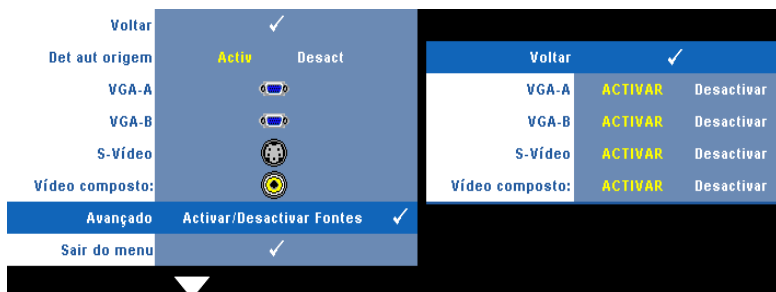 Voltar
Det aut origem Activ Desact
VGA-A
VGA-B
S-Vídeo
Vídeo composto:
Avançado Activar/Desactivar Fontes
Sair do menu
Voltar
VGA-A ACTIVAR Desactivar
VGA-B ACTIVAR Desactivar
S-Vídeo ACTIVAR Desactivar
Vídeo composto: ACTIVAR Desactivar